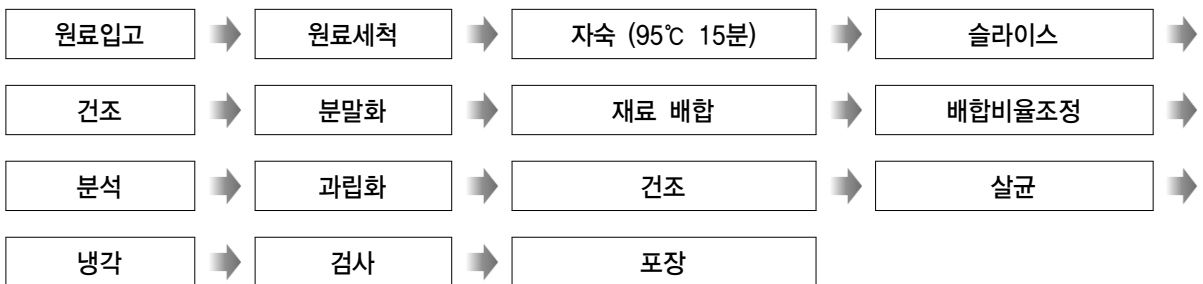 원료입고 원료세척 자숙 (95℃ 15분) 슬라이스
건조 분말화 재료 배합 배합비율조정
분석 과립화 건조 살균
냉각 검사 포장